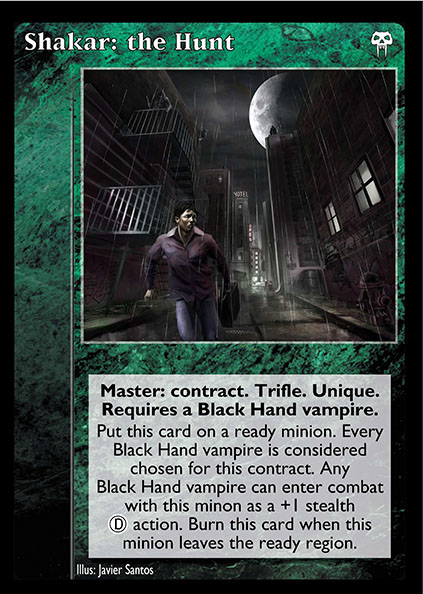 Shakar: the Hunt
HOTEL
Master: contract. Trifle. Unique.
Requires a Black Hand vampire.
Put this card on a ready minion. Every
Black Hand vampire is considered
chosen for this contract. Any
Black Hand vampire can enter combat
with this minon as a +1 stealth
Ⓓ action. Burn this card when this
minion leaves the ready region.
Illus: Javier Santos